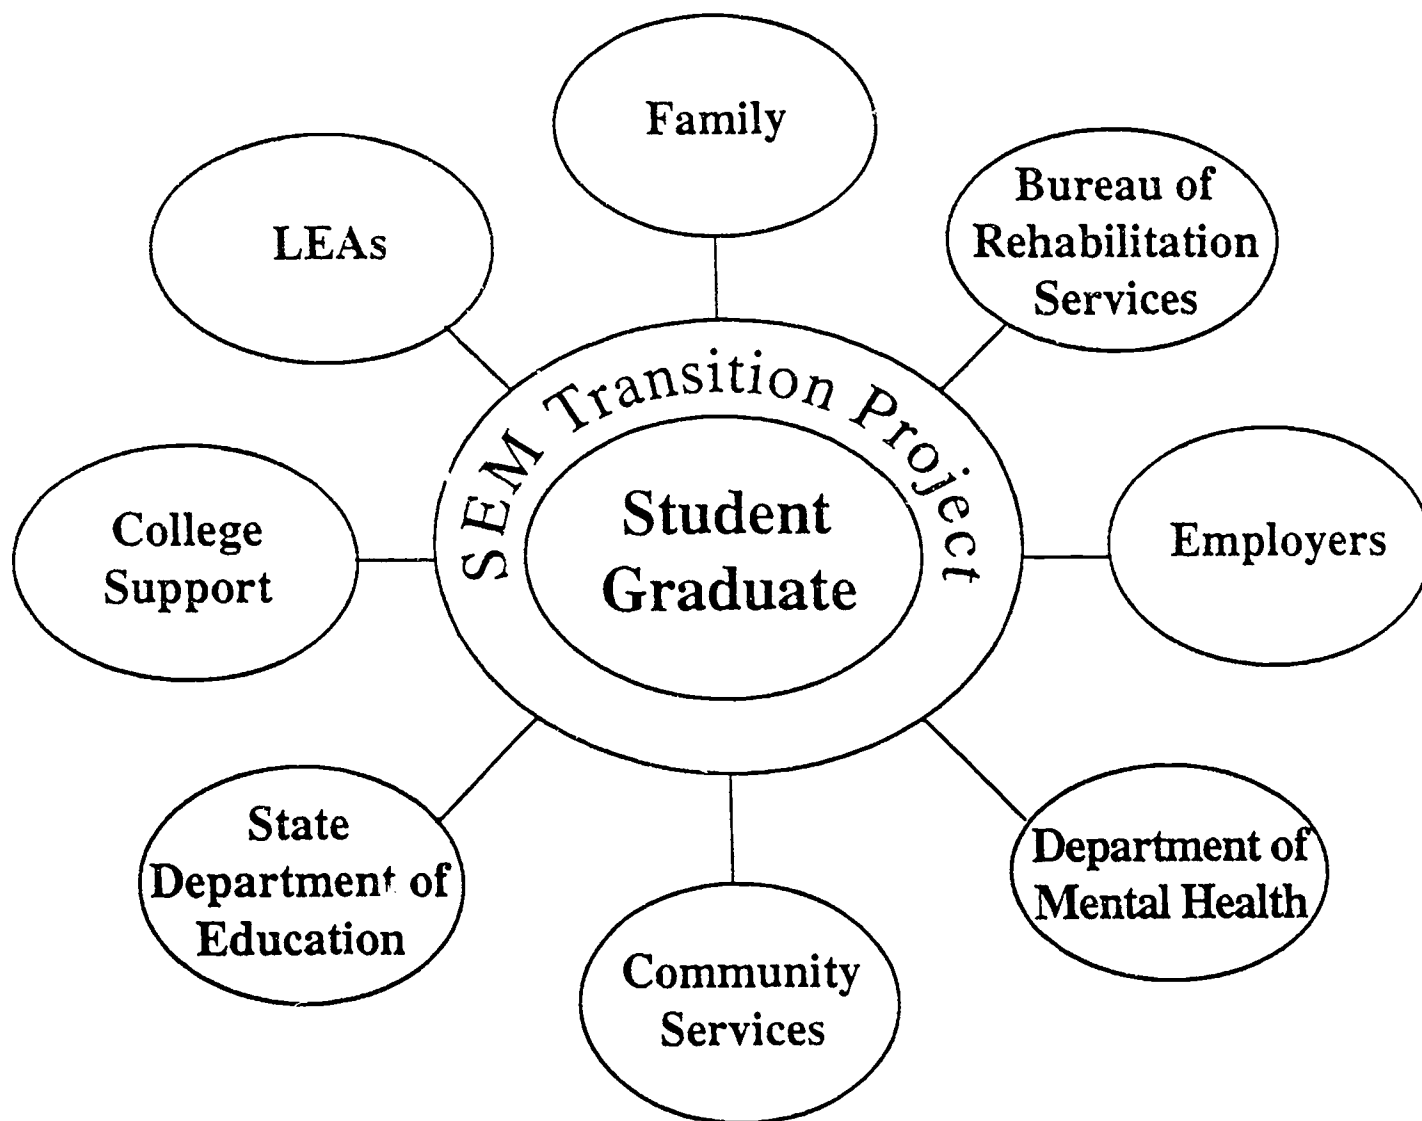 Family
Bureau of
Rehabilitation
Services
LEAs
SEM Transition Project
Student
Graduate
College
Support
Employers
State
Department of
Education
Department of
Mental Health
Community
Services